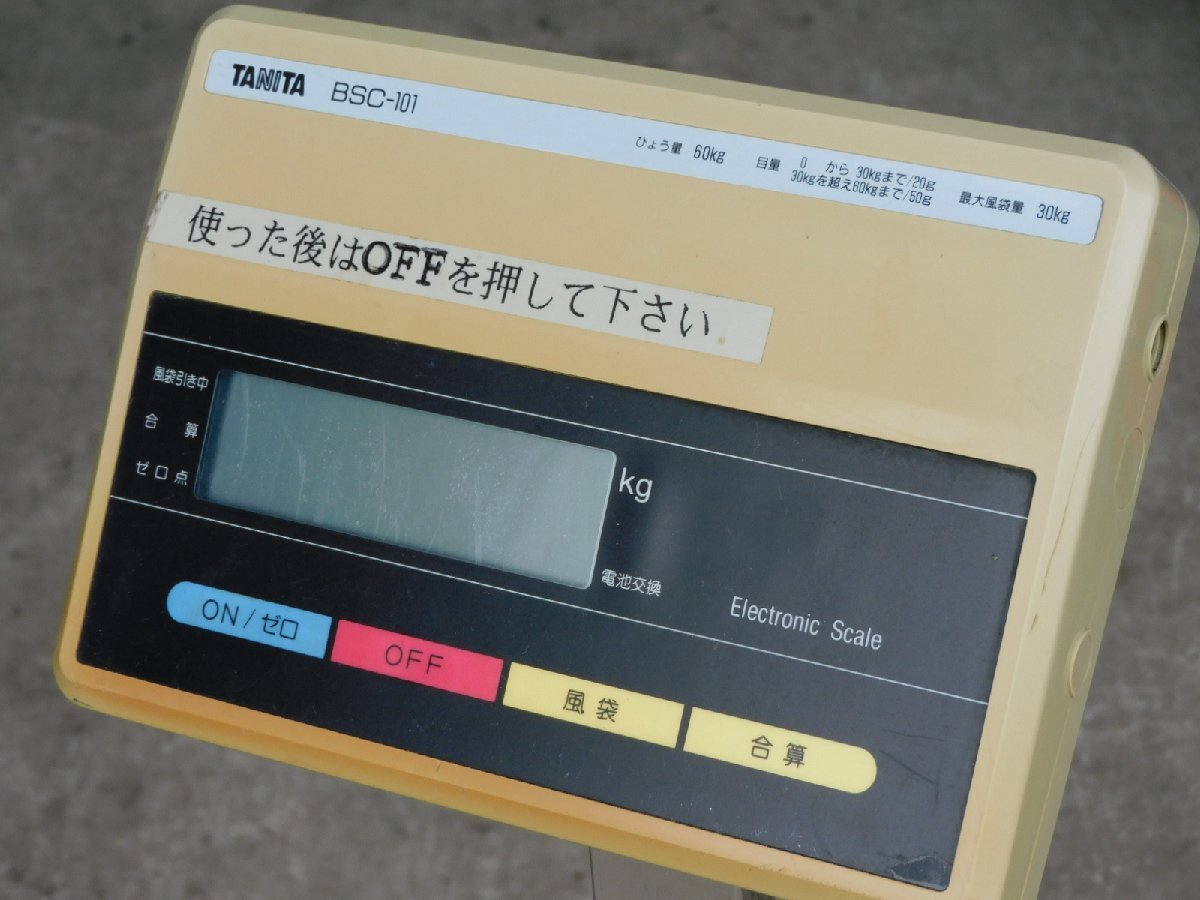 TANITA BSC-101
ひょう量 60kg 目量 0 から 30kgまで/20g 最大風袋量 30kg
30kgを超え60kgまで/50g
使った後はOFFを押して下さい
風袋引き中
合 算
ゼロ点
kg
電池交換
Electronic Scale
ON/ゼロ OFF 風袋 合算